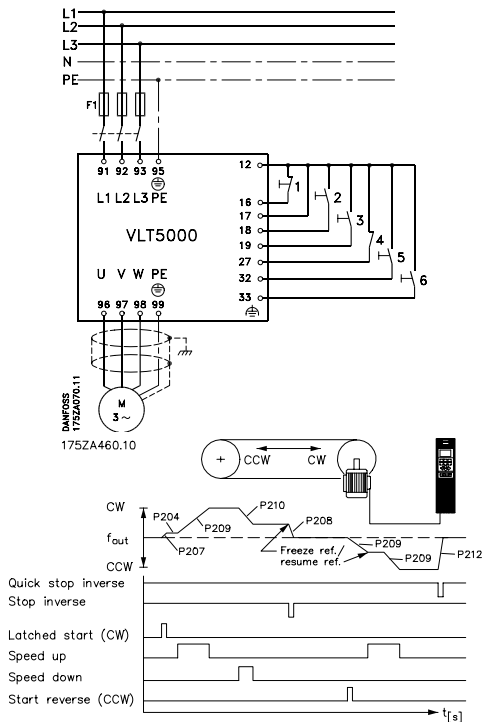 L1
L2
L3
N
PE
F1
91 92 93 95
L1 L2 L3 PE
VLT5000
U V W PE
96 97 98 99
12
16
17
18
19
27
32
33
1
2
3
4
5
6
M
3~
DANFOSS
175ZA070.11
175ZA460.10
CCW CW
CW
fout
CCW
P204
P209
P207
P210
P208
Freeze ref./
resume ref.
P209
P209
P212
Quick stop inverse
Stop inverse
Latched start (CW)
Speed up
Speed down
Start reverse (CCW)
t[s]